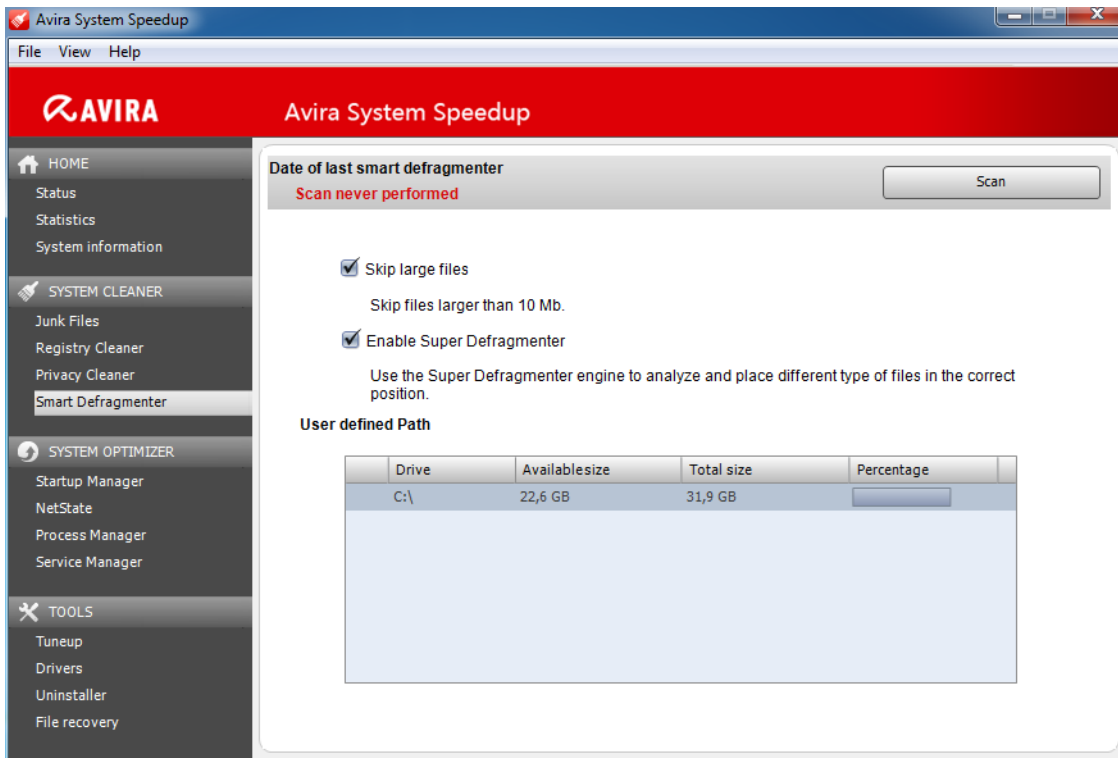 Avira System Speedup
File View Help
AVIRA
Avira System Speedup
HOME
Status
Statistics
System information
SYSTEM CLEANER
Junk Files
Registry Cleaner
Privacy Cleaner
Smart Defragmenter
SYSTEM OPTIMIZER
Startup Manager
NetState
Process Manager
Service Manager
TOOLS
Tuneup
Drivers
Uninstaller
File recovery
Date of last smart defragmenter
Scan never performed
Scan
Skip large files
Skip files larger than 10 Mb.
Enable Super Defragmenter
Use the Super Defragmenter engine to analyze and place different type of files in the correct
position.
User defined Path
Drive Availablesize Total size Percentage
C:\ 22,6 GB 31,9 GB